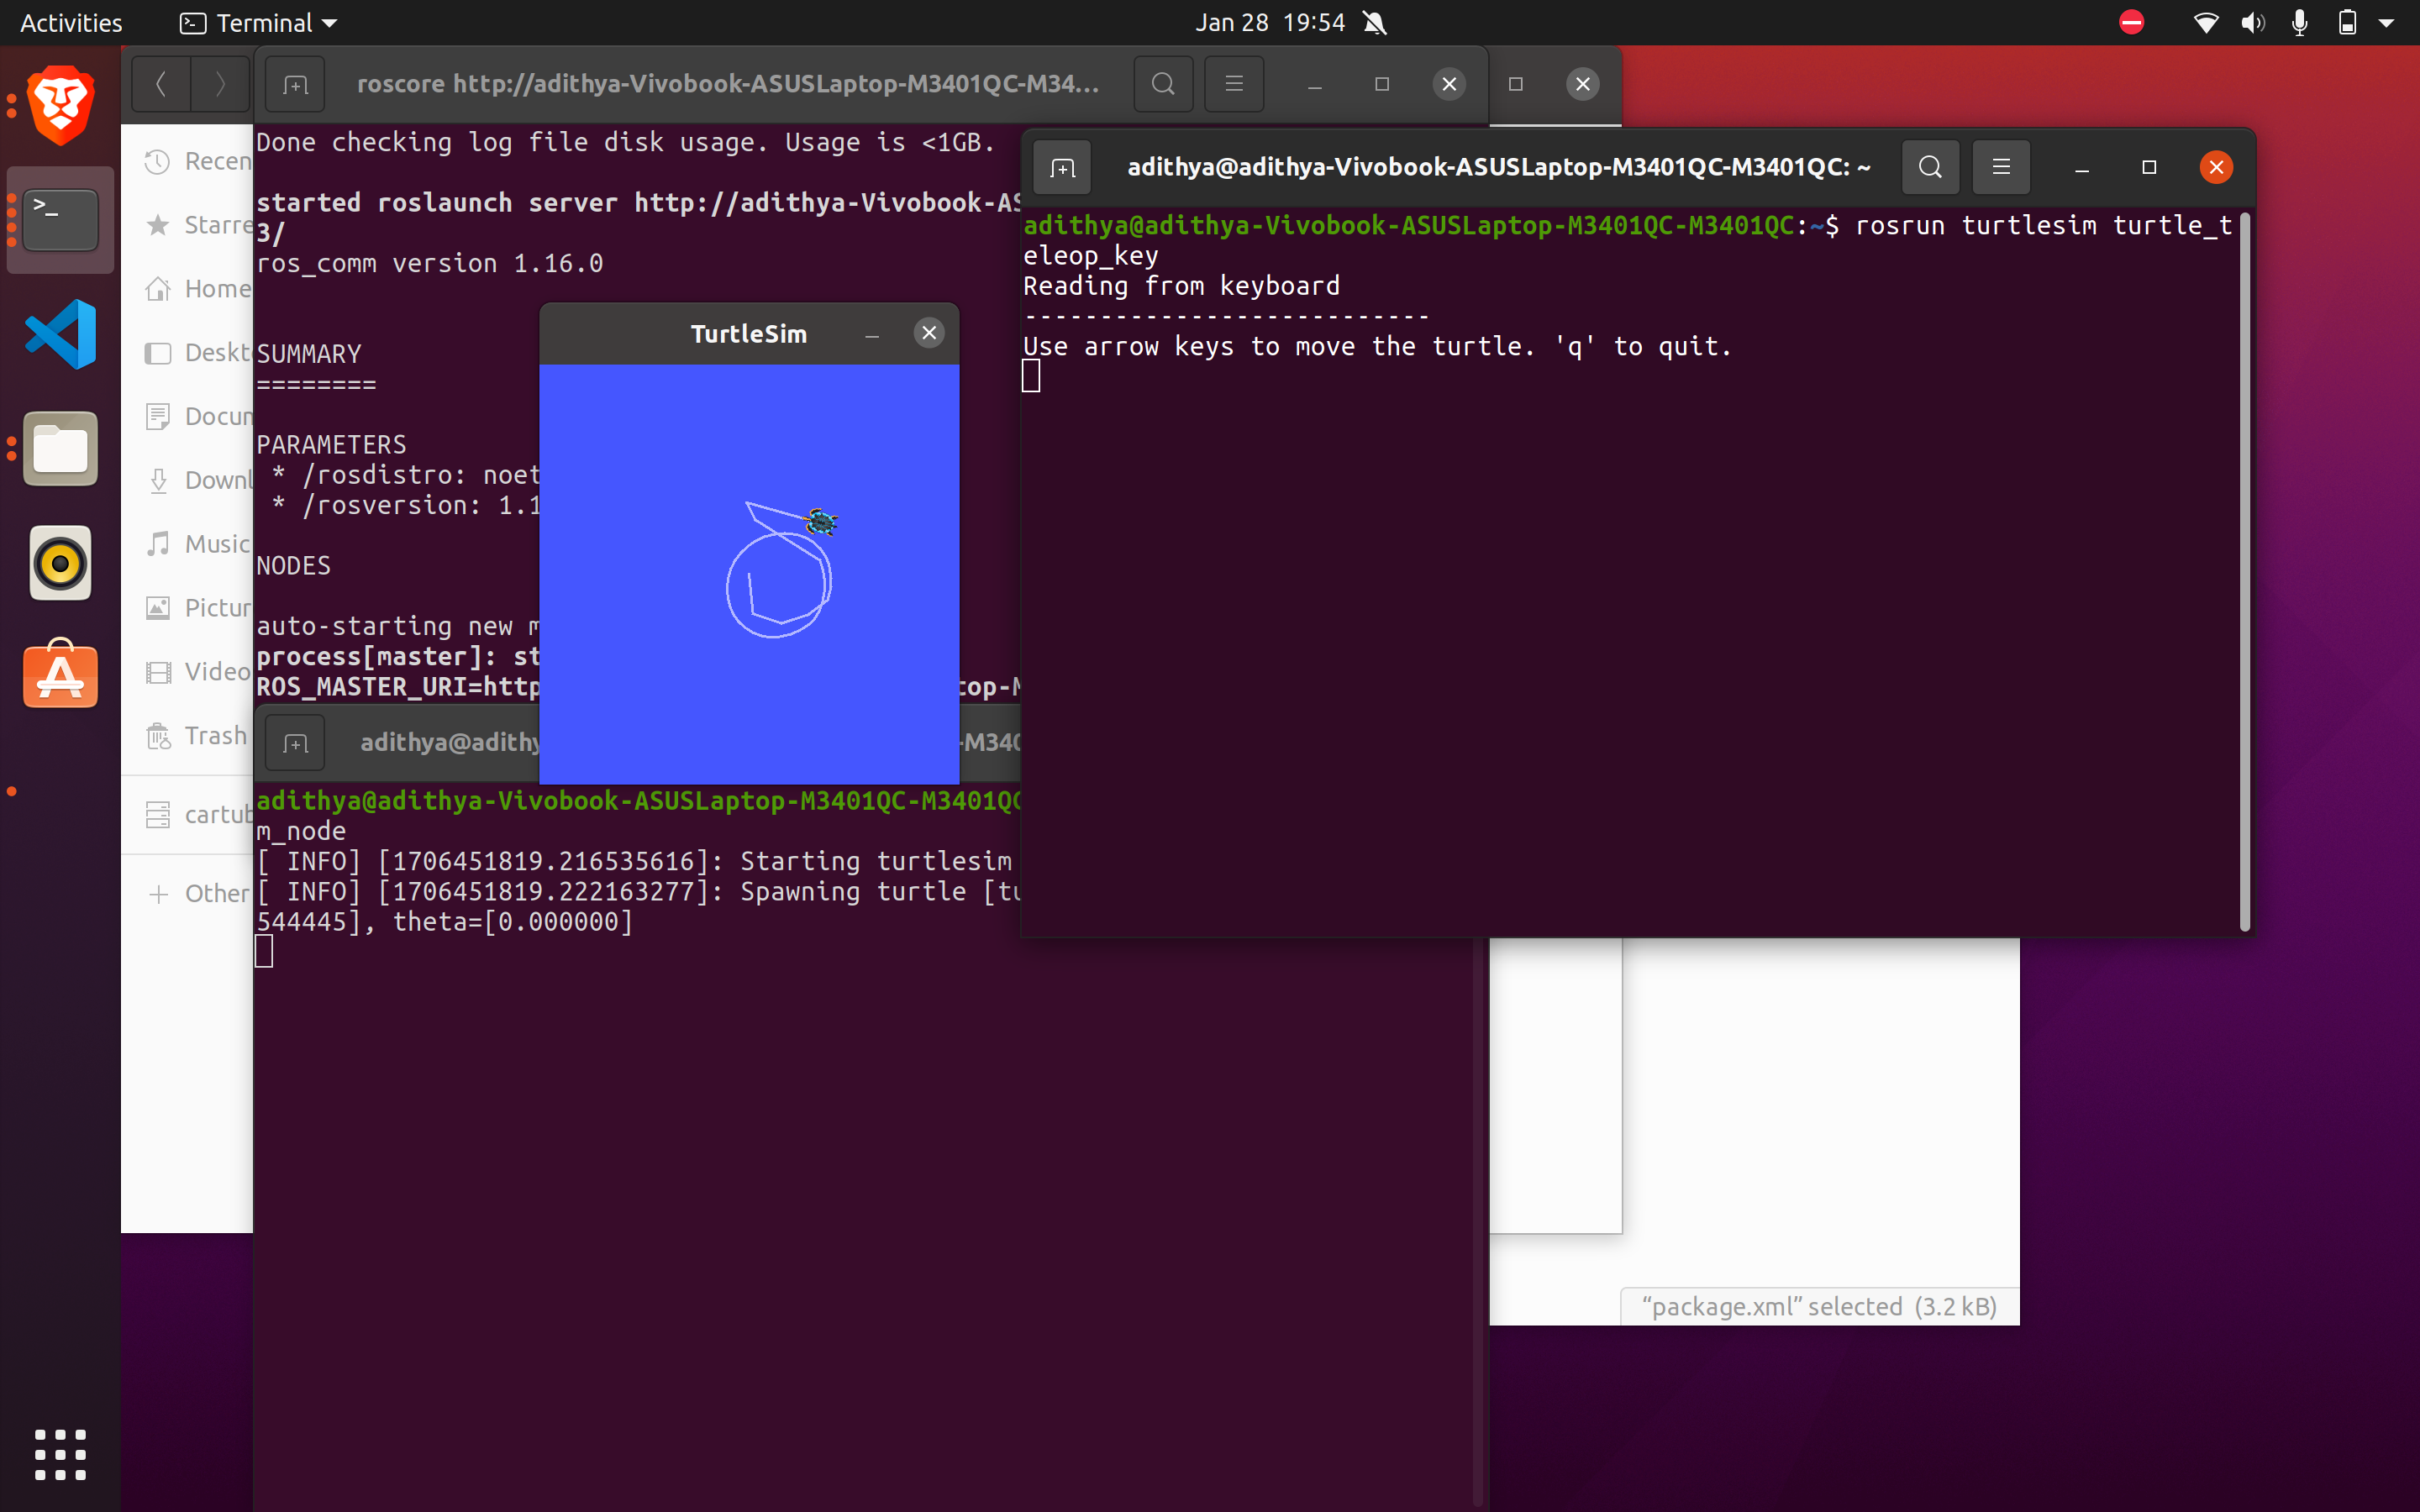 Activities
Terminal
Jan 28 19:54
roscore http://adithya-Vivobook-ASUSLaptop-M3401QC-M34...
Done checking log file disk usage. Usage is <1GB.
started roslaunch server http://adithya-Vivobook-AS
3/
ros_comm version 1.16.0
SUMMARY
========
PARAMETERS
* /rosdistro: noet
* /rosversion: 1.1
NODES
auto-starting new m
process[master]: st
ROS_MASTER_URI=http
top-M
TurtleSim
adithya@adithya-Vivobook-ASUSLaptop-M3401QC-M3401QC: ~
adithya@adithya-Vivobook-ASUSLaptop-M3401QC-M3401QC:~$ rosrun turtlesim turtle_t
eleop_key
Reading from keyboard
---------------------------
Use arrow keys to move the turtle. 'q' to quit.
adithya@adithy
-M340
adithya@adithya-Vivobook-ASUSLaptop-M3401QC-M3401QC
m_node
[ INFO] [1706451819.216535616]: Starting turtlesim
[ INFO] [1706451819.222163277]: Spawning turtle [tu
544445], theta=[0.000000]
Recen
Starre
Home
Deskt
Docum
Downl
Music
Pictur
Video
Trash
cartub
Other
“package.xml” selected (3.2 kB)